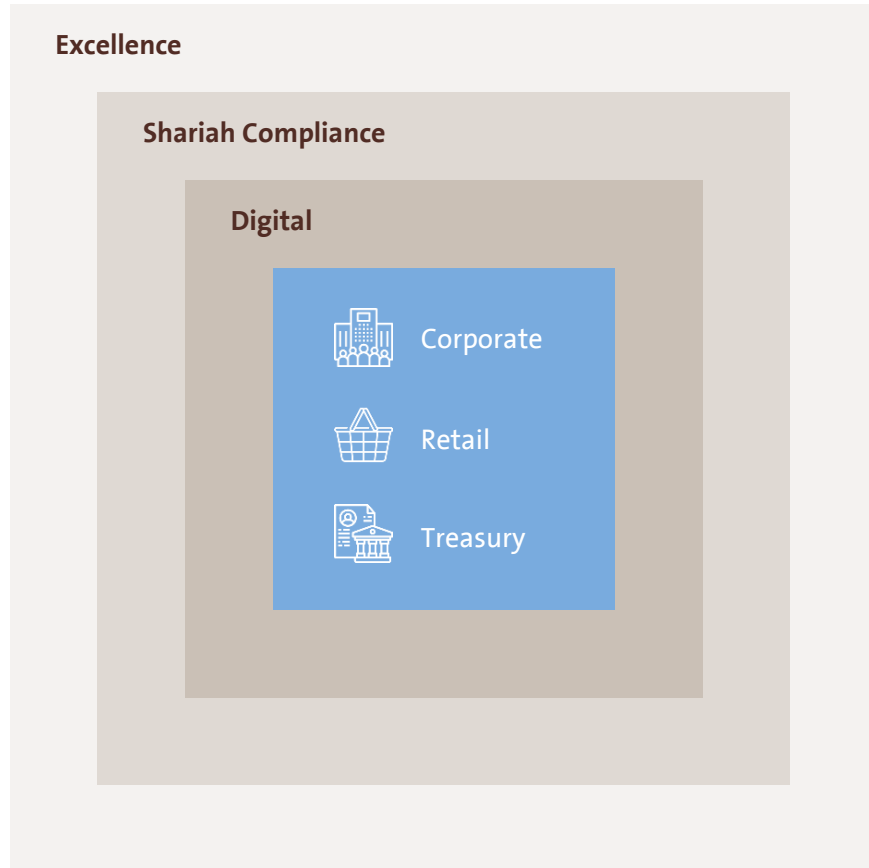 Excellence
Shariah Compliance
Digital
Corporate
Retail
Treasury